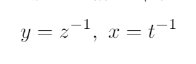 y = z⁻¹, x = t⁻¹